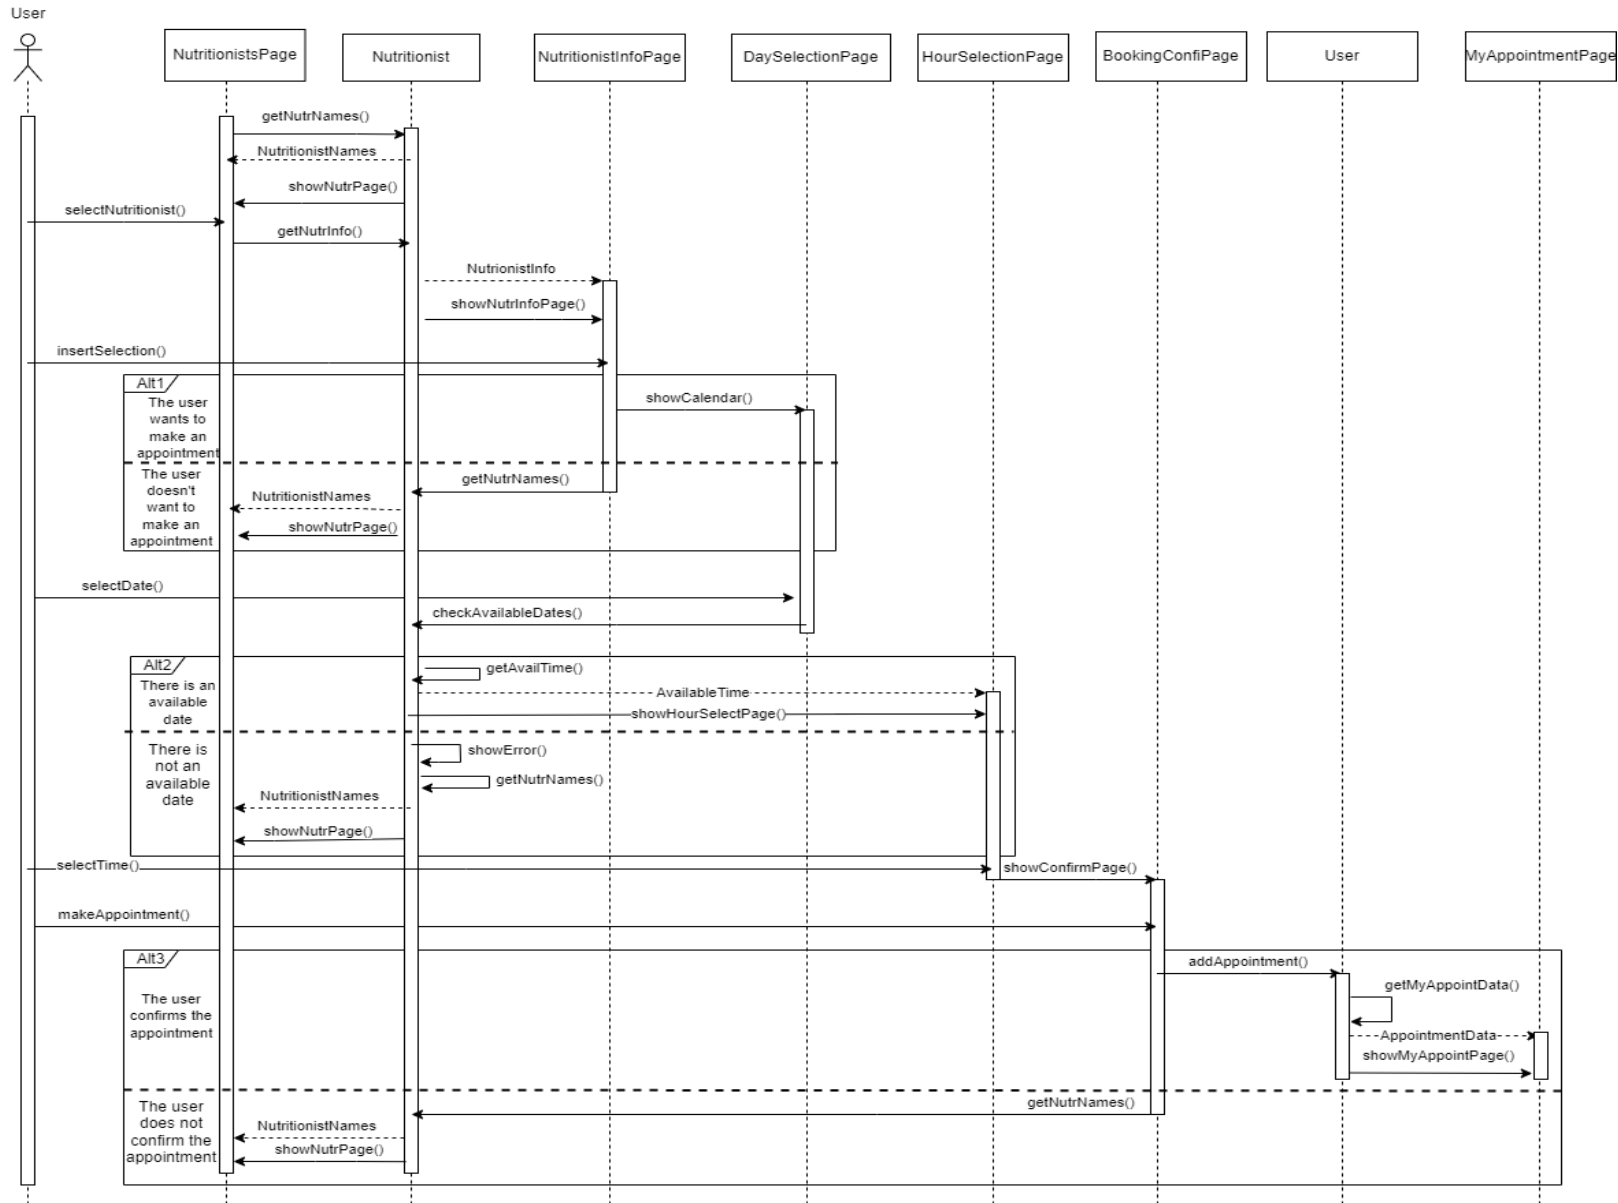 User
NutritionistsPage
Nutritionist
NutritionistInfoPage
DaySelectionPage
HourSelectionPage
BookingConfiPage
User
MyAppointmentPage
getNutrNames()
NutritionistNames
showNutrPage()
selectNutritionist()
getNutrInfo()
NutrionistInfo
showNutrInfoPage()
insertSelection()
Alt1
The user
wants to
make an
appointment
showCalendar()
The user
doesn't
want to
make an
appointment
getNutrNames()
NutritionistNames
showNutrPage()
selectDate()
checkAvailableDates()
Alt2
There is an
available
date
getAvailTime()
AvailableTime
showHourSelectPage()
There is
not an
available
date
showError()
getNutrNames()
NutritionistNames
showNutrPage()
selectTime()
showConfirmPage()
makeAppointment()
Alt3
The user
confirms the
appointment
addAppointment()
getMyAppointData()
AppointmentData
showMyAppointPage()
The user
does not
confirm the
appointment
getNutrNames()
NutritionistNames
showNutrPage()